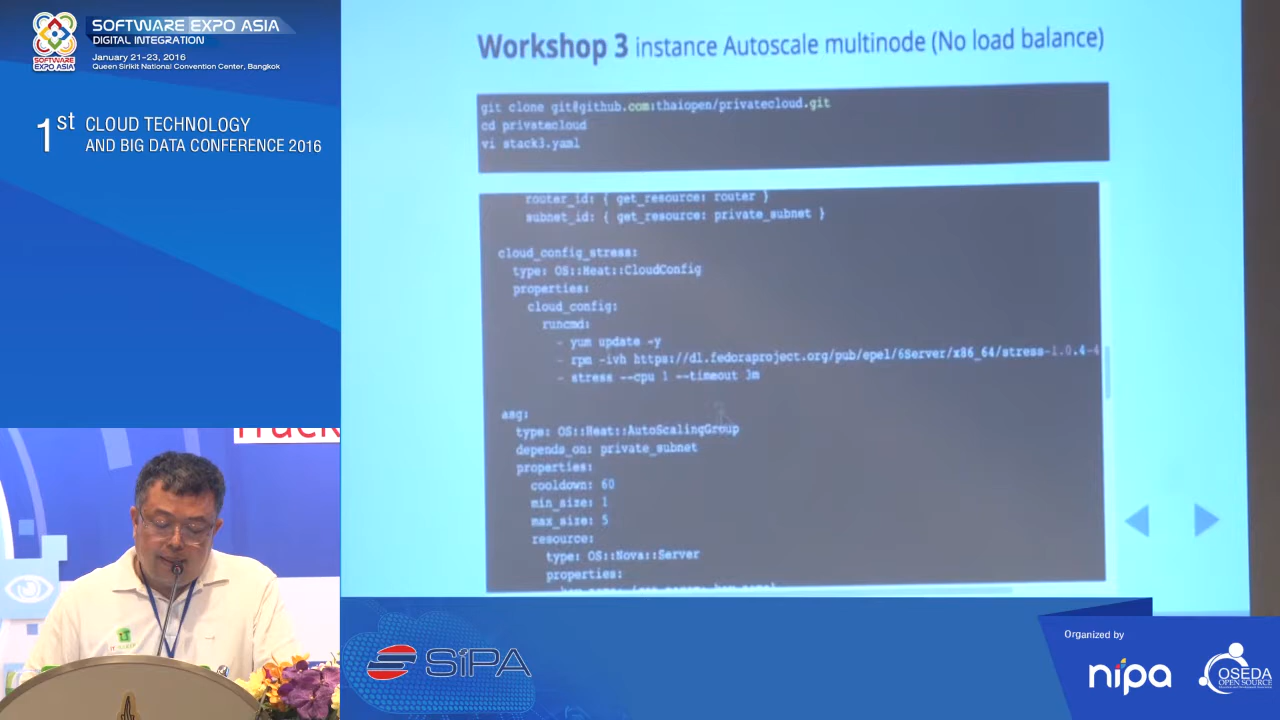 SOFTWARE EXPO ASIA
DIGITAL INTEGRATION
January 21-23, 2016
Queen Sirikit National Convention Center, Bangkok
SOFTWARE
EXPO ASIA
1st CLOUD TECHNOLOGY
AND BIG DATA CONFERENCE 2016
Workshop 3 instance Autoscale multinode (No load balance)
git clone git@github.com:thaiopen/privatecloud.git
cd privatecloud
vi stack3.yaml
router_id: { get_resource: router }
subnet_id: { get_resource: private_subnet }
cloud_config_stress:
type: OS::Heat::CloudConfig
properties:
cloud_config:
runcmd:
- yum update -y
- rpm -ivh https://dl.fedoraproject.org/pub/epel/6Server/x86_64/stress-1.0.4-4
- stress --cpu 1 --timeout 3m
asg:
type: OS::Heat::AutoScalingGroup
depends_on: private_subnet
properties:
cooldown: 60
min_size: 1
max_size: 5
resource:
type: OS::Nova::Server
properties:
Track
SiPA
Organized by
nipa
OSEDA
OPEN SOURCE